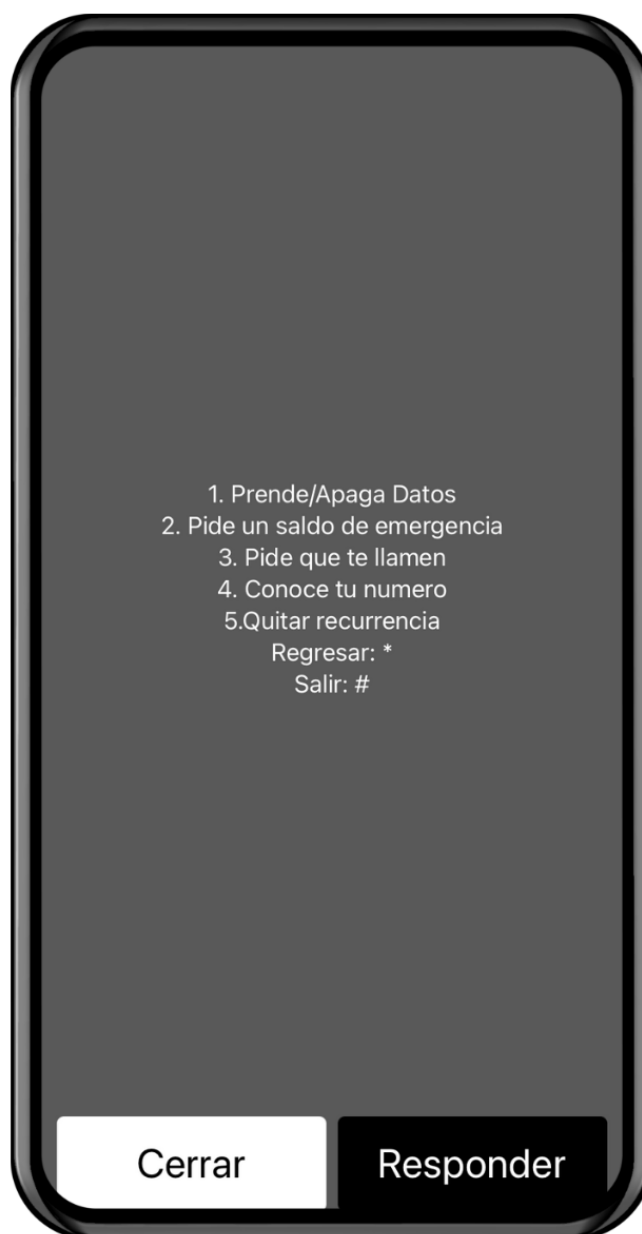 1. Prende/Apaga Datos
2. Pide un saldo de emergencia
3. Pide que te llamen
4. Conoce tu numero
5.Quitar recurrencia
Regresar: *
Salir: #
Cerrar
Responder